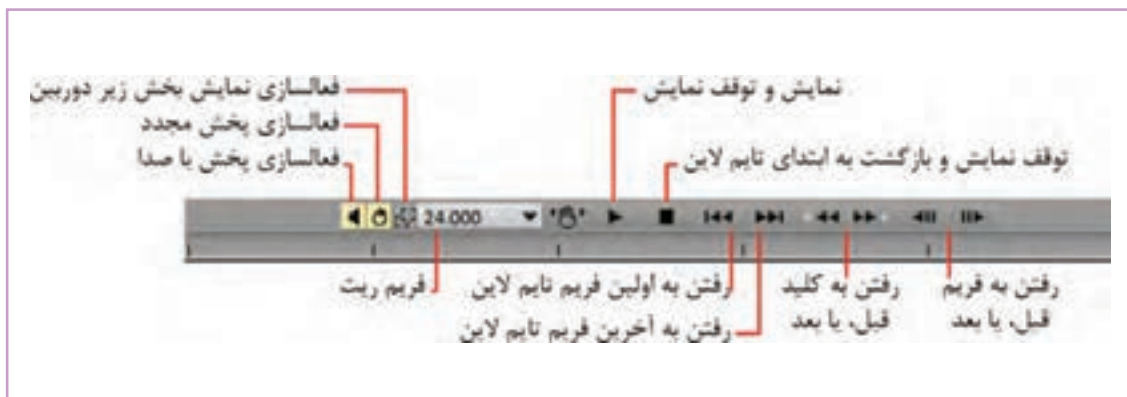 نمایش و توقف نمایش
توقف نمایش و بازگشت به ابتدای تایم لاین
فعالسازی نمایش بخش زیر دوربین
فعالسازی پخش مجدد
فعالسازی پخش با صدا
24.000
رفتن به فریم
قبل، یا بعد
رفتن به کلید
قبل، یا بعد
رفتن به اولین فریم تایم لاین
رفتن به آخرین فریم تایم لاین
فریم ریت